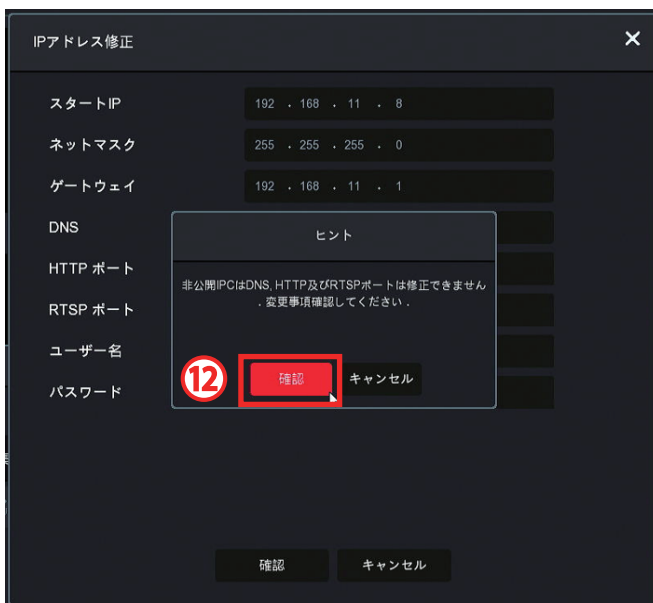 IPアドレス修正
スタートIP 192 . 168 . 11 . 8
ネットマスク 255 . 255 . 255 . 0
ゲートウェイ 192 . 168 . 11 . 1
DNS
HTTP ポート
RTSP ポート
ユーザー名
パスワード
ヒント
非公開IPCはDNS, HTTP及びRTSPポートは修正できません
. 変更事項確認してください .
⑫ 確認 キャンセル
確認 キャンセル